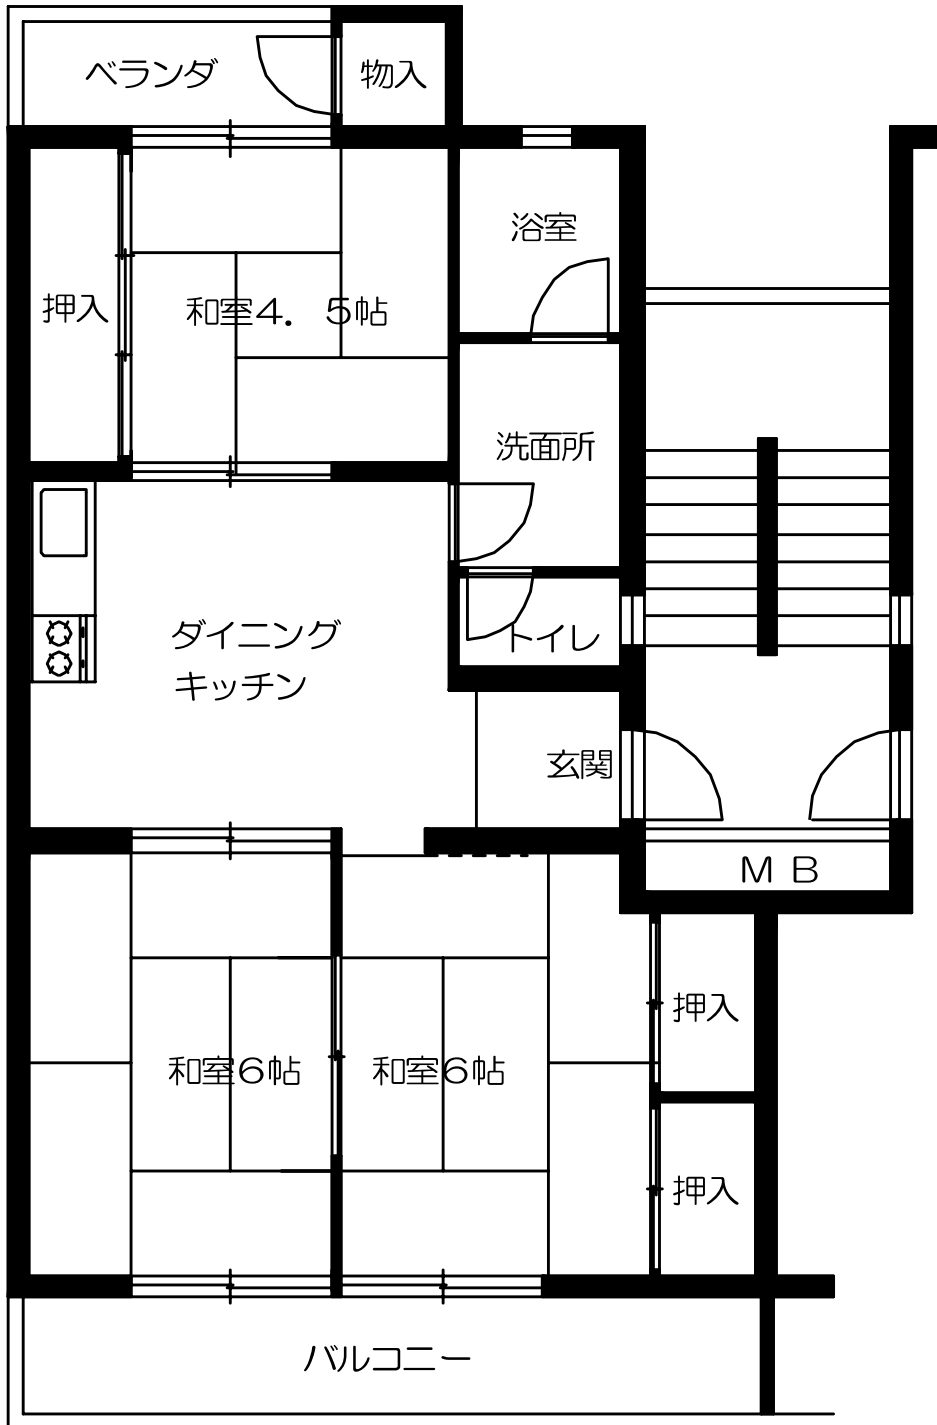 ベランダ
物入
浴室
押入
和室4．5帖
洗面所
ダイニング
キッチン
トイレ
玄関
ＭＢ
押入
和室6帖
和室6帖
押入
バルコニー